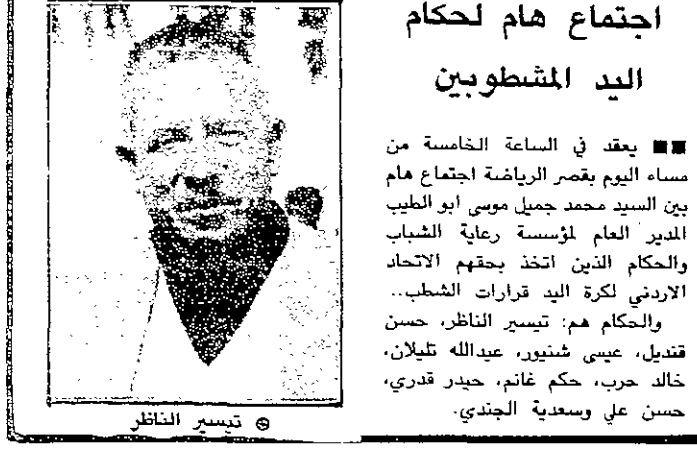 اجتماع هام لحكام
اليد المشطوبين
■■ يعقد في الساعة الخامسة من
مساء اليوم بقصر الرياضة اجتماع هام
بين السيد محمد جميل موسى ابو الطيب
المدير العام لمؤسسة رعاية الشباب
والحكام الذين اتخذ بحقهم الاتحاد
الاردني لكرة اليد قرارات الشطب..
والحكام هم: تيسير الناظر، حسن
قنديل، عيسى شنيور، عبدالله تليلان،
خالد حرب، حكم غانم، حيدر قدري،
حسن علي وسعدية الجندي.
تيسير الناظر